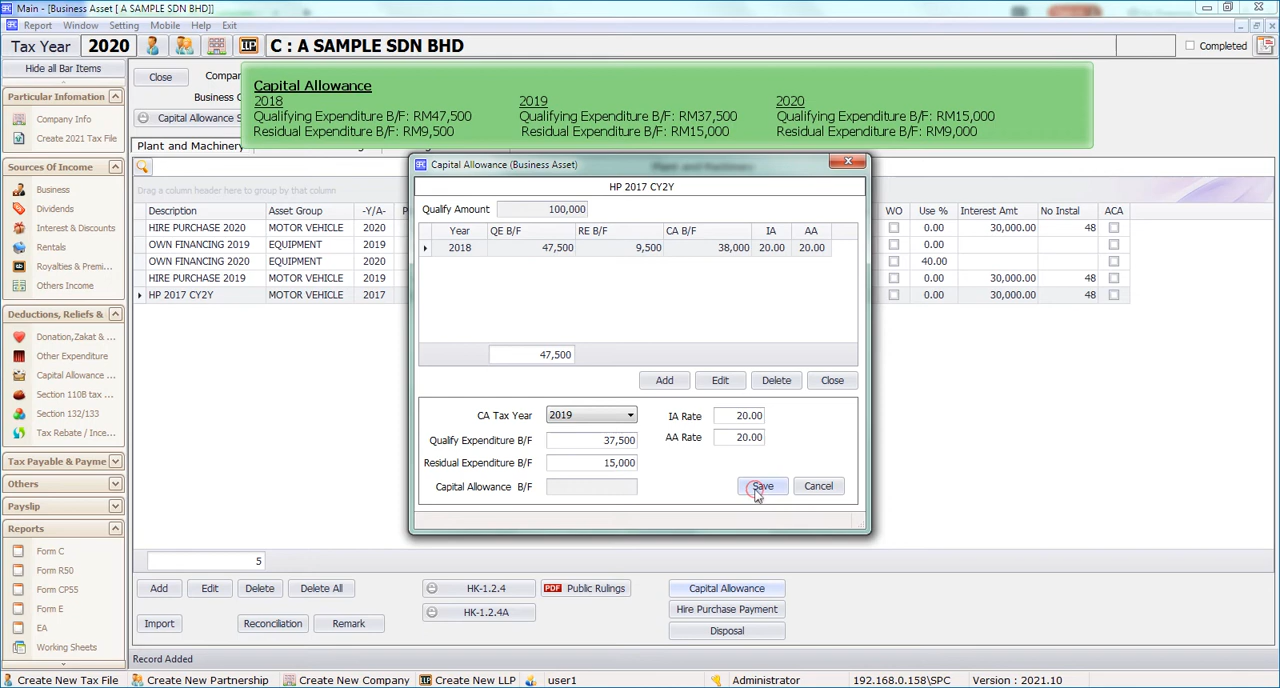 Main - [Business Asset [ A SAMPLE SDN BHD]]
Report Window Setting Mobile Help Exit
Tax Year 2020 C : A SAMPLE SDN BHD Completed
Hide all Bar Items
Particular Infomation
Company Info
Create 2021 Tax File
Sources Of Income
Business
Dividends
Interest & Discounts
Rentals
Royalties & Premi...
Others Income
Deductions, Reliefs &
Donation,Zakat & ...
Other Expenditure
Capital Allowance ...
Section 110B tax ...
Section 132/133
Tax Rebate / Ince...
Tax Payable & Payme
Others
Payslip
Reports
Form C
Form R50
Form CP55
Form E
EA
Working Sheets
Close
Capital Allowance
2018 2019 2020
Qualifying Expenditure B/F: RM47,500 Qualifying Expenditure B/F: RM37,500 Qualifying Expenditure B/F: RM15,000
Residual Expenditure B/F: RM9,500 Residual Expenditure B/F: RM15,000 Residual Expenditure B/F: RM9,000
Plant and Machinery
Drag a column header here to group by that column
Description Asset Group -Y/A- WO Use % Interest Amt No Instal ACA
HIRE PURCHASE 2020 MOTOR VEHICLE 2020 0.00 30,000.00 48
OWN FINANCING 2019 EQUIPMENT 2019 0.00
OWN FINANCING 2020 EQUIPMENT 2020 40.00
HIRE PURCHASE 2019 MOTOR VEHICLE 2019 0.00 30,000.00 48
HP 2017 CY2Y MOTOR VEHICLE 2017 0.00 30,000.00 48
Capital Allowance (Business Asset)
HP 2017 CY2Y
Qualify Amount 100,000
Year QE B/F RE B/F CA B/F IA AA
2018 47,500 9,500 38,000 20.00 20.00
47,500
Add Edit Delete Close
CA Tax Year 2019 IA Rate 20.00
Qualify Expenditure B/F 37,500 AA Rate 20.00
Residual Expenditure B/F 15,000
Capital Allowance B/F Save Cancel
5
Add Edit Delete Delete All HK-1.2.4 PDF Public Rulings Capital Allowance
HK-1.2.4A Hire Purchase Payment
Import Reconciliation Remark Disposal
Record Added
Create New Tax File Create New Partnership Create New Company Create New LLP user1 Administrator 192.168.0.158\SPC Version : 2021.10